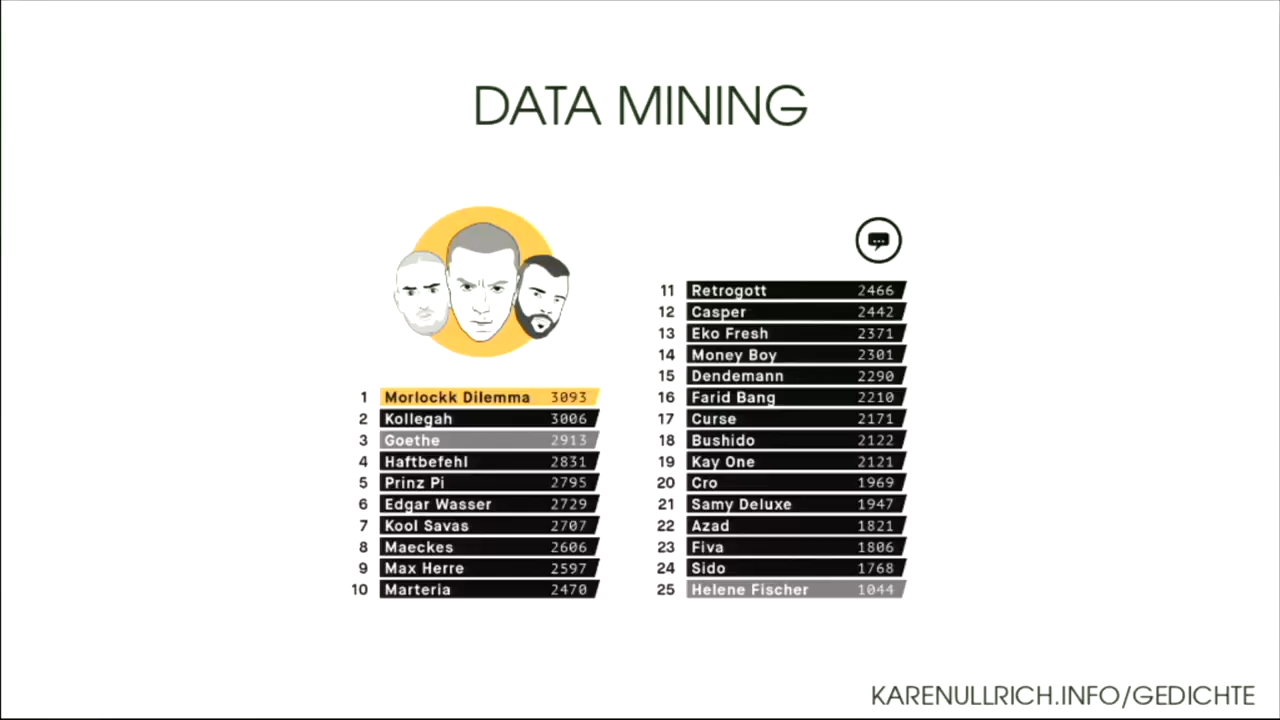 DATA MINING
1 Morlockk Dilemma 3093
2 Kollegah 3006
3 Goethe 2913
4 Haftbefehl 2831
5 Prinz Pi 2795
6 Edgar Wasser 2729
7 Kool Savas 2707
8 Maeckes 2606
9 Max Herre 2597
10 Marteria 2470
11 Retrogott 2466
12 Casper 2442
13 Eko Fresh 2371
14 Money Boy 2301
15 Dendemann 2290
16 Farid Bang 2210
17 Curse 2171
18 Bushido 2122
19 Kay One 2121
20 Cro 1969
21 Samy Deluxe 1947
22 Azad 1821
23 Fiva 1806
24 Sido 1768
25 Helene Fischer 1044
KARENULLRICH.INFO/GEDICHTE